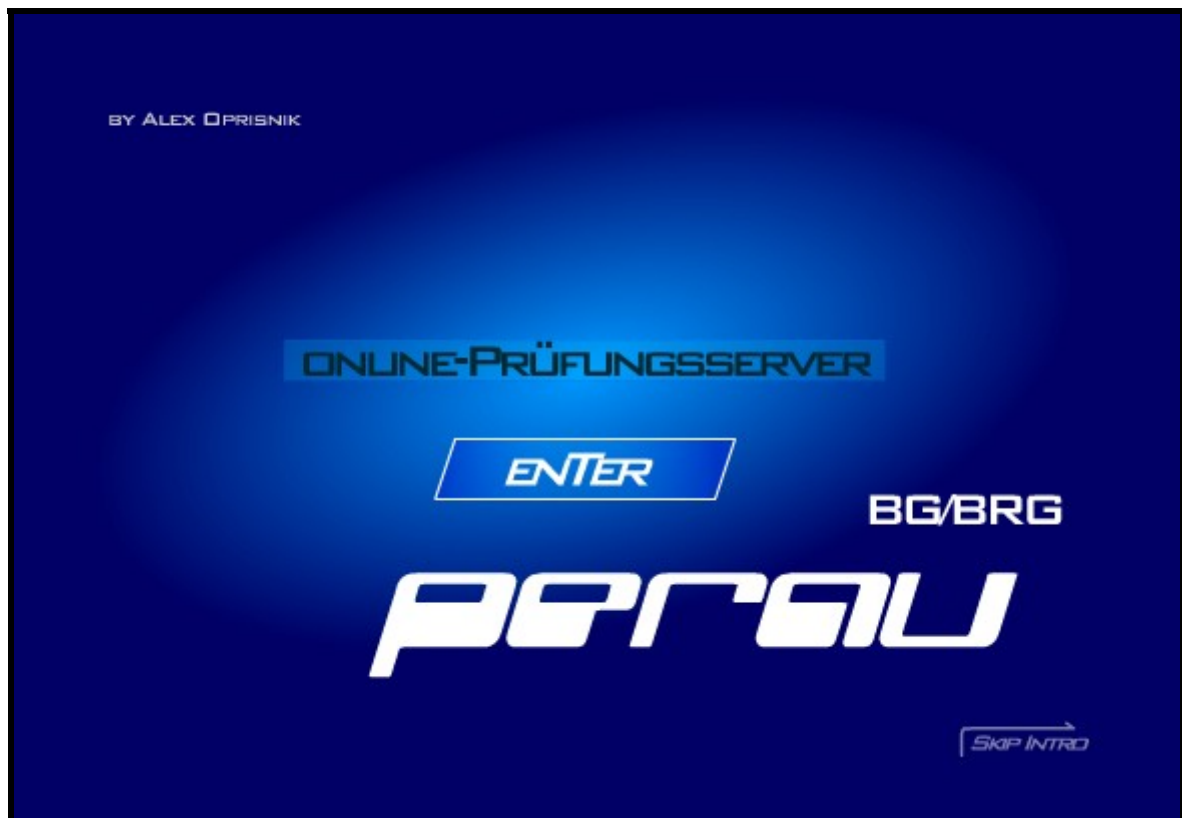 by Alex Oprisnik
Online-Prüfungsserver
enTer
BG/BRG
perau
Skip Intro